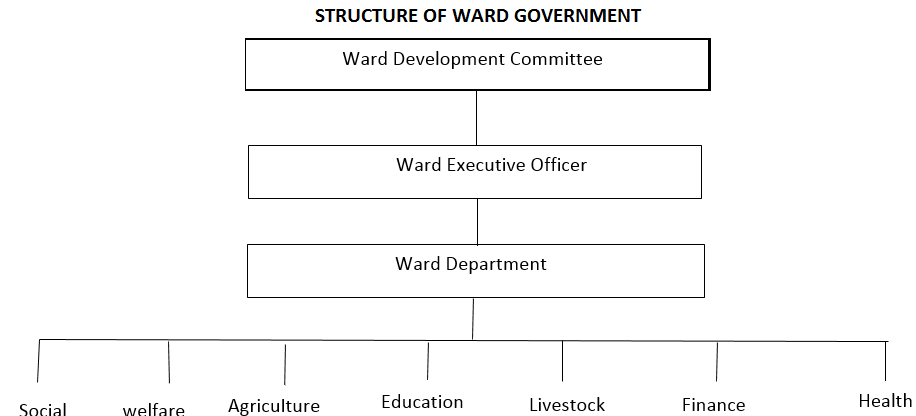 STRUCTURE OF WARD GOVERNMENT
Ward Development Committee
Ward Executive Officer
Ward Department
Social welfare Agriculture Education Livestock Finance Health